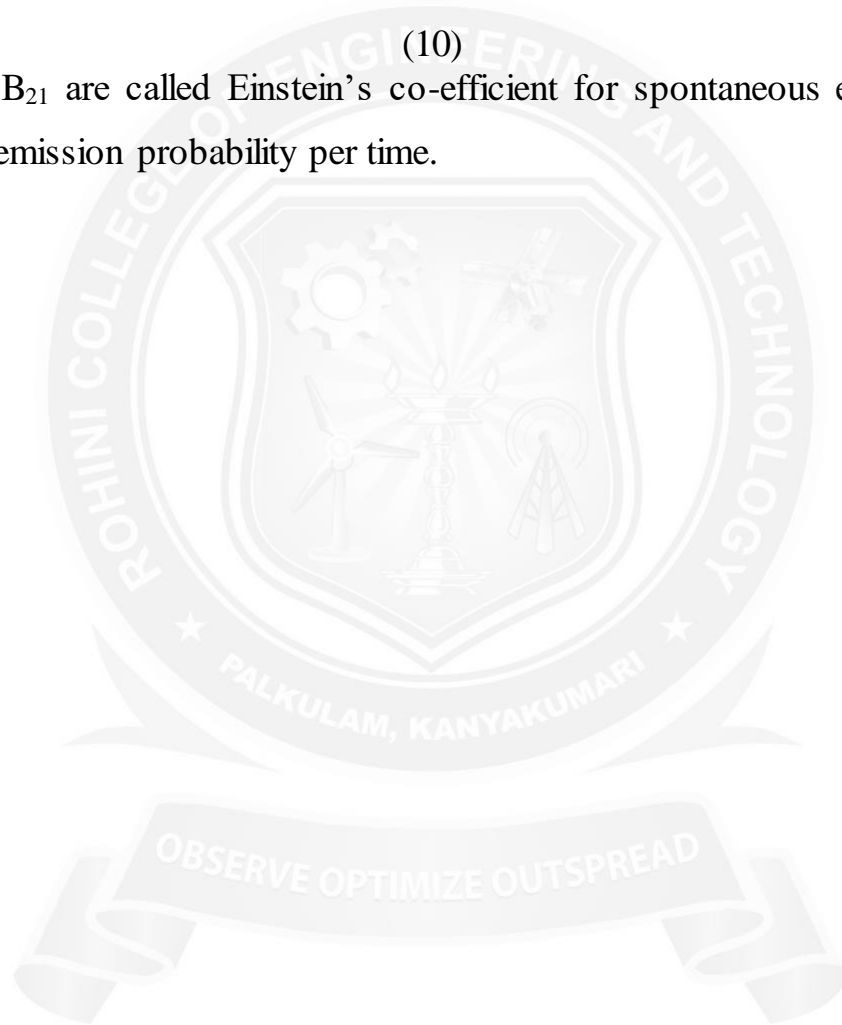 (10)
B₂₁ are called Einstein’s co-efficient for spontaneous
emission probability per time.
ROHINI COLLEGE OF ENGINEERING AND TECHNOLOGY
★ PALKULAM, KANYAKUMARI ★
OBSERVE OPTIMIZE OUTSPREAD